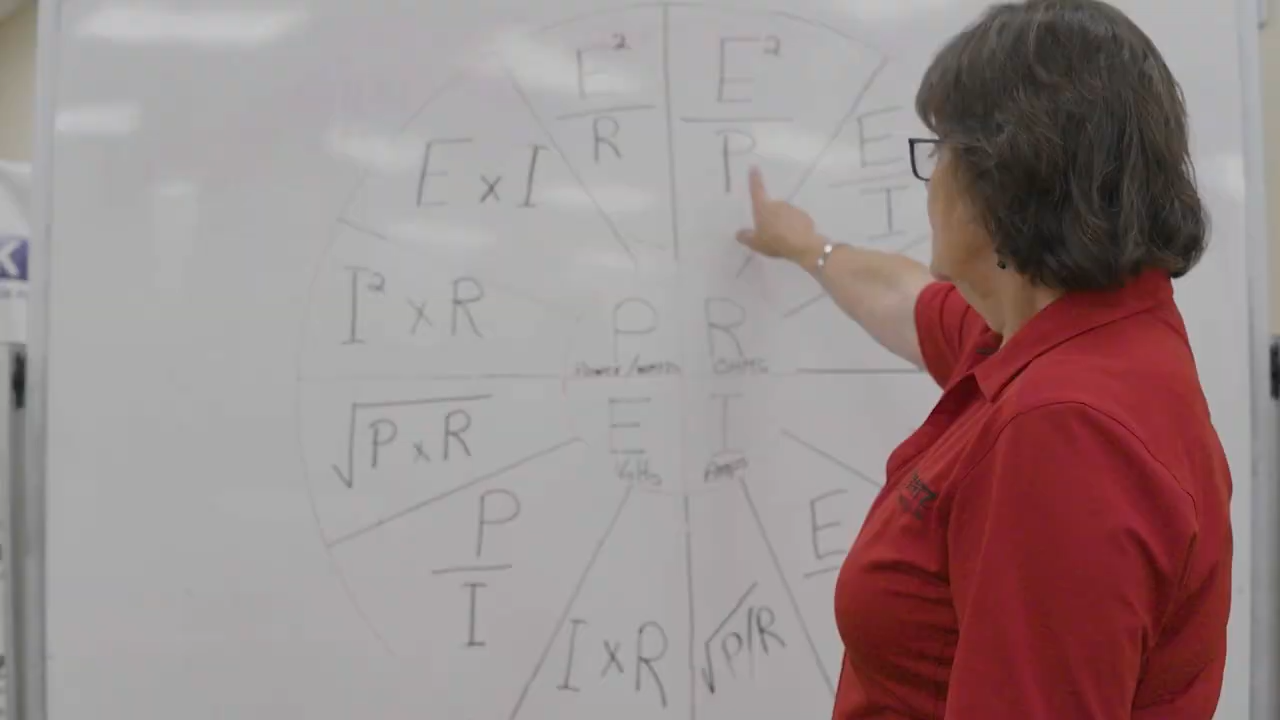 E²
R
E²
P
E
I
E x I
I² x R
P
Power/watts
R
OHMS
√P x R
E
Volts
I
Amps
P
I
E
I x R
√P/R